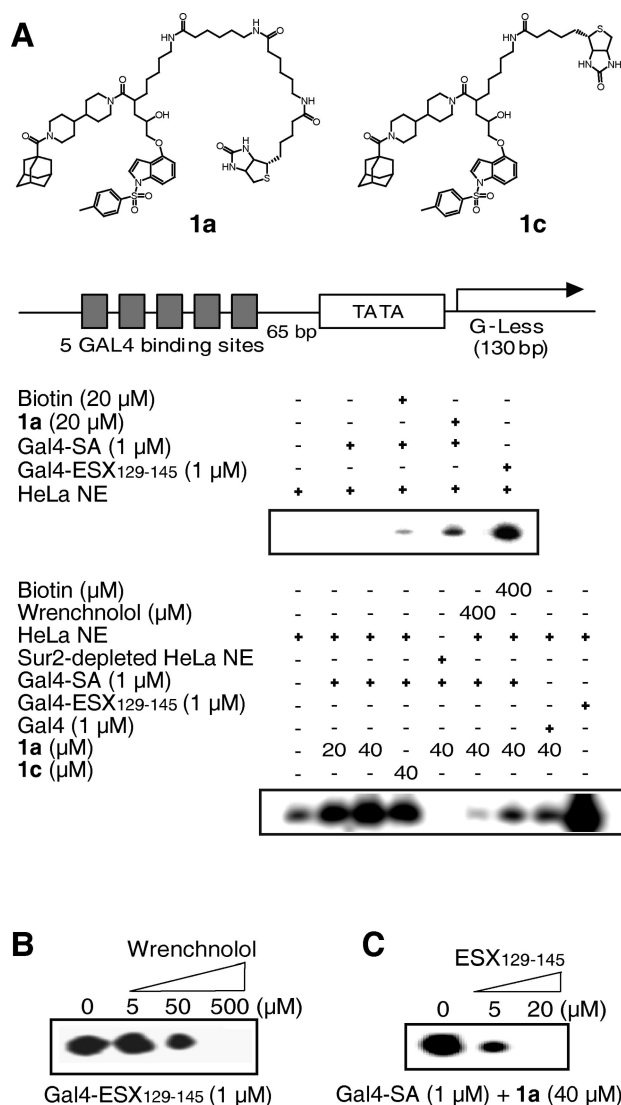 A
1a
1c
5 GAL4 binding sites
65 bp
TATA
G-Less
(130 bp)
Biotin (20 µM) - - + - -
1a (20 µM) - - - + -
Gal4-SA (1 µM) - + + + -
Gal4-ESX129-145 (1 µM) - - - - +
HeLa NE + + + + +
Biotin (µM) - - - - - - 400 - -
Wrenchnolol (µM) - - - - - 400 - - -
HeLa NE + + + + - + + + +
Sur2-depleted HeLa NE - - - - + - - - -
Gal4-SA (1 µM) - + + + + + + - -
Gal4-ESX129-145 (1 µM) - - - - - - - - +
Gal4 (1 µM) - - - - - - - + -
1a (µM) - 20 40 - 40 40 40 40 -
1c (µM) - - - 40 - - - - -
B
Wrenchnolol
0 5 50 500 (µM)
Gal4-ESX129-145 (1 µM)
C
ESX129-145
0 5 20 (µM)
Gal4-SA (1 µM) + 1a (40 µM)